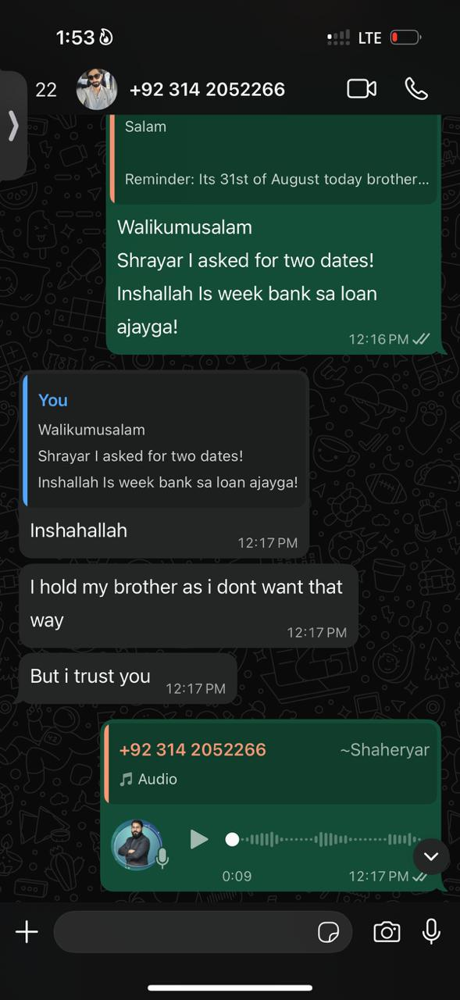 1:53
LTE
22
+92 314 2052266
Salam
Reminder: Its 31st of August today brother...
Walikumusalam
Shrayar I asked for two dates!
Inshallah Is week bank sa loan
ajayga!
12:16 PM
You
Walikumusalam
Shrayar I asked for two dates!
Inshallah Is week bank sa loan ajayga!
Inshahallah
12:17 PM
I hold my brother as i dont want that
way
12:17 PM
But i trust you
12:17 PM
+92 314 2052266 ~Shaheryar
Audio
0:09
12:17 PM